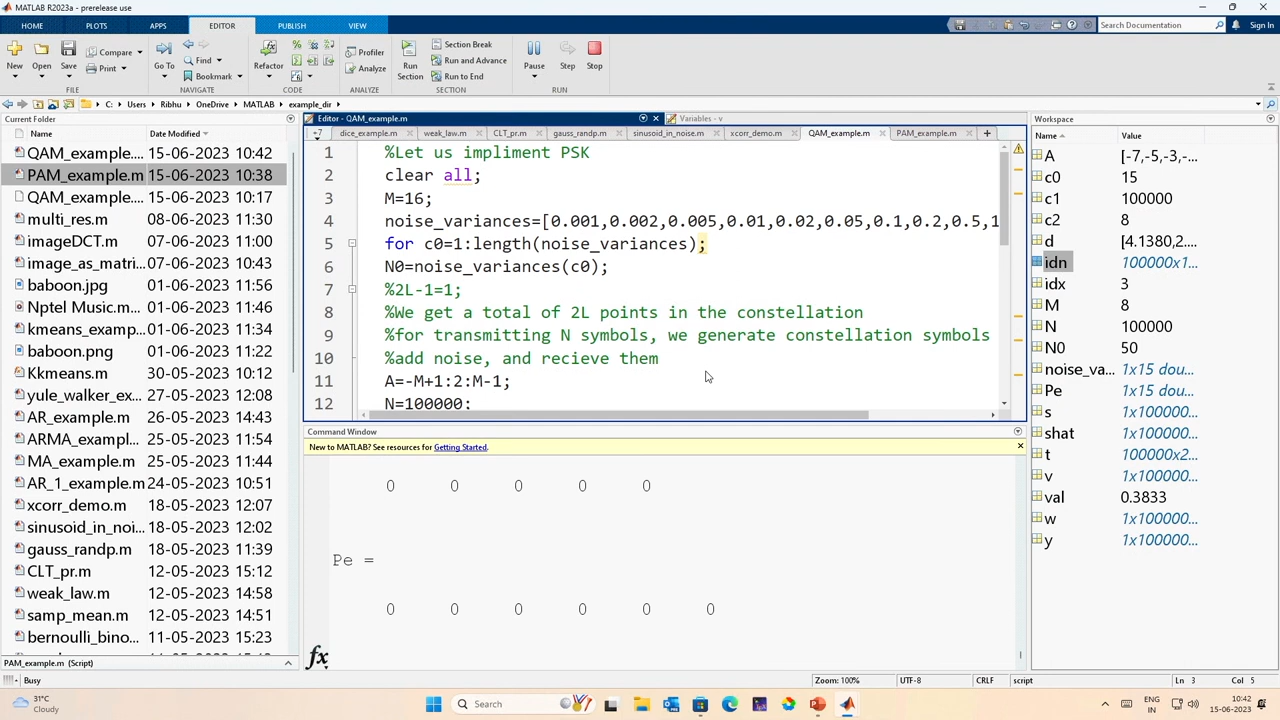 MATLAB R2023a - prerelease use
HOME PLOTS APPS EDITOR PUBLISH VIEW
Search Documentation Sign In
New Open Save Compare Print Go To Find Bookmark Refactor Profiler Analyze Run Section Section Break Run and Advance Run to End Pause Step Stop
FILE NAVIGATE CODE ANALYZE SECTION RUN
C: Users Ribhu OneDrive MATLAB example_dir
Current Folder
Name Date Modified
QAM_example.... 15-06-2023 10:42
PAM_example.m 15-06-2023 10:38
QAM_example.m 15-06-2023 10:00
multi_res.m 08-06-2023 11:30
imageDCT.m 07-06-2023 11:00
image_as_matri... 07-06-2023 11:00
baboon.jpg 01-06-2023 11:46
Nptel Music.m... 01-06-2023 11:46
kmeans_examp... 01-06-2023 11:39
baboon.png 01-06-2023 11:22
Kkmeans.m 01-06-2023 10:30
yule_walker_ex... 27-05-2023 12:08
AR_example.m 26-05-2023 14:43
ARMA_exampl... 25-05-2023 11:54
MA_example.m 25-05-2023 11:44
AR_1_example.m 24-05-2023 10:51
xcorr_demo.m 18-05-2023 12:07
sinusoid_in_noi... 18-05-2023 12:02
gauss_randp.m 18-05-2023 11:39
CLT_pr.m 12-05-2023 15:12
weak_law.m 12-05-2023 14:58
samp_mean.m 12-05-2023 14:51
bernoulli_bino... 11-05-2023 15:23
PAM_example.m (Script)
Editor - QAM_example.m Variables - v
+7 dice_example.m weak_law.m CLT_pr.m gauss_randp.m sinusoid_in_noise.m xcorr_demo.m QAM_example.m PAM_example.m +
1 %Let us impliment PSK
2 clear all;
3 M=16;
4 noise_variances=[0.001,0.002,0.005,0.01,0.02,0.05,0.1,0.2,0.5,1
5 for c0=1:length(noise_variances);
6 N0=noise_variances(c0);
7 %2L-1=1;
8 %We get a total of 2L points in the constellation
9 %for transmitting N symbols, we generate constellation symbols
10 %add noise, and recieve them
11 A=-M+1:2:M-1;
12 N=100000;
Command Window
New to MATLAB? See resources for Getting Started.
0 0 0 0 0
Pe =
0 0 0 0 0 0
fx
Workspace
Name Value
A [-7,-5,-3,-...
c0 15
c1 100000
c2 8
d [4.1380,2....
idn 100000x1...
idx 3
M 8
N 100000
N0 50
noise_va... 1x15 dou...
Pe 1x15 dou...
s 1x100000...
shat 1x100000...
t 100000x2...
v 1x100000...
val 0.3833
w 1x100000...
y 1x100000...
Busy Zoom: 100% UTF-8 CRLF script Ln 3 Col 5
31°C
Cloudy
Search
ENG
IN
10:42
15-06-2023